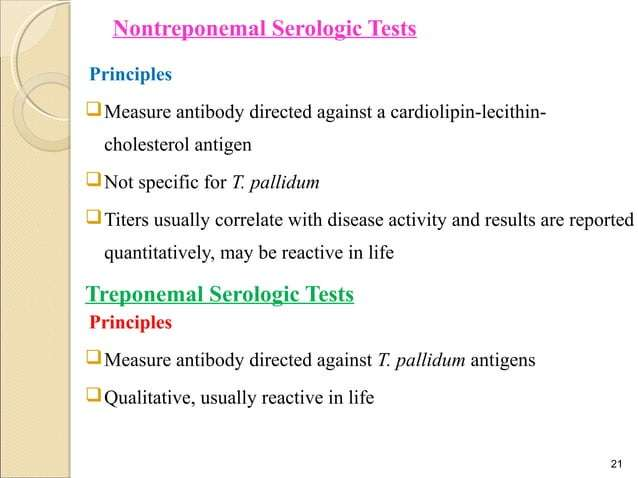 Nontreponemal Serologic Tests
Principles
Measure antibody directed against a cardiolipin-lecithin-
cholesterol antigen
Not specific for T. pallidum
Titers usually correlate with disease activity and results are reported
quantitatively, may be reactive in life
Treponemal Serologic Tests
Principles
Measure antibody directed against T. pallidum antigens
Qualitative, usually reactive in life
21